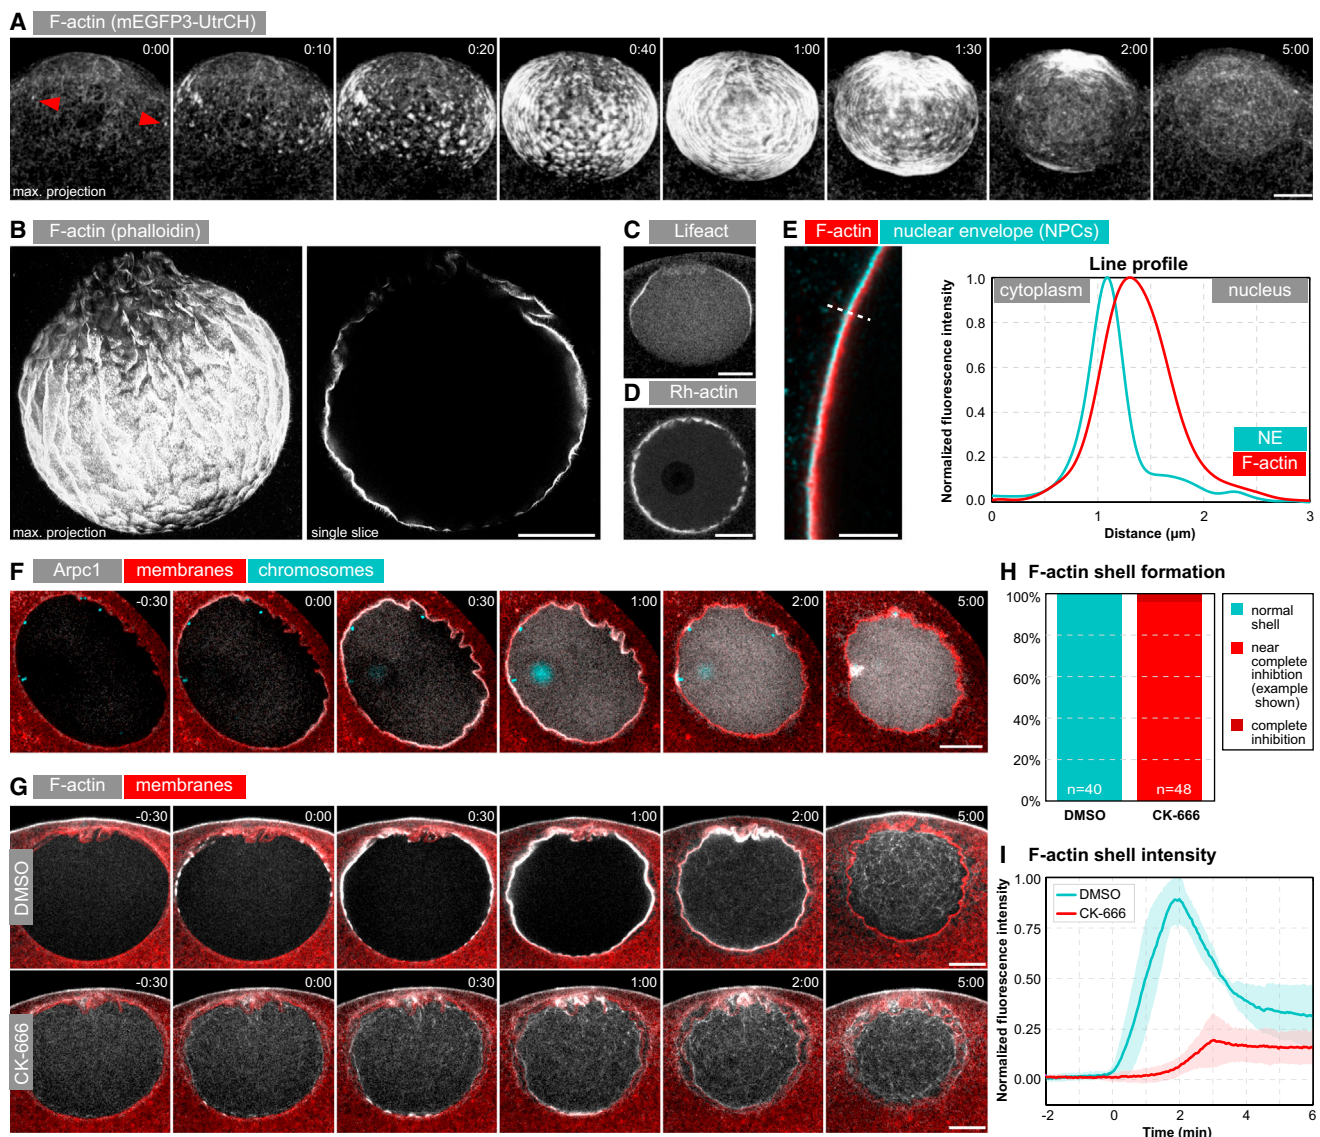 A F-actin (mEGFP3-UtrCH)
0:00 0:10 0:20 0:40 1:00 1:30 2:00 5:00
max. projection
B F-actin (phalloidin)
max. projection
single slice
C Lifeact
D Rh-actin
E F-actin nuclear envelope (NPCs)
Line profile
Normalized fluorescence intensity
1.0
0.8
0.6
0.4
0.2
0.0
cytoplasm nucleus
NE
F-actin
0 1 2 3
Distance (µm)
F Arpc1 membranes chromosomes
-0:30 0:00 0:30 1:00 2:00 5:00
G F-actin membranes
DMSO
-0:30 0:00 0:30 1:00 2:00 5:00
CK-666
-0:30 0:00 0:30 1:00 2:00 5:00
H F-actin shell formation
100%
80%
60%
40%
20%
0%
n=40 n=48
DMSO CK-666
normal
shell
near
complete
inhibtion
(example
shown)
complete
inhibition
I F-actin shell intensity
Normalized fluorescence intensity
1.00
0.75
0.50
0.25
0.00
DMSO
CK-666
-2 0 2 4 6
Time (min)